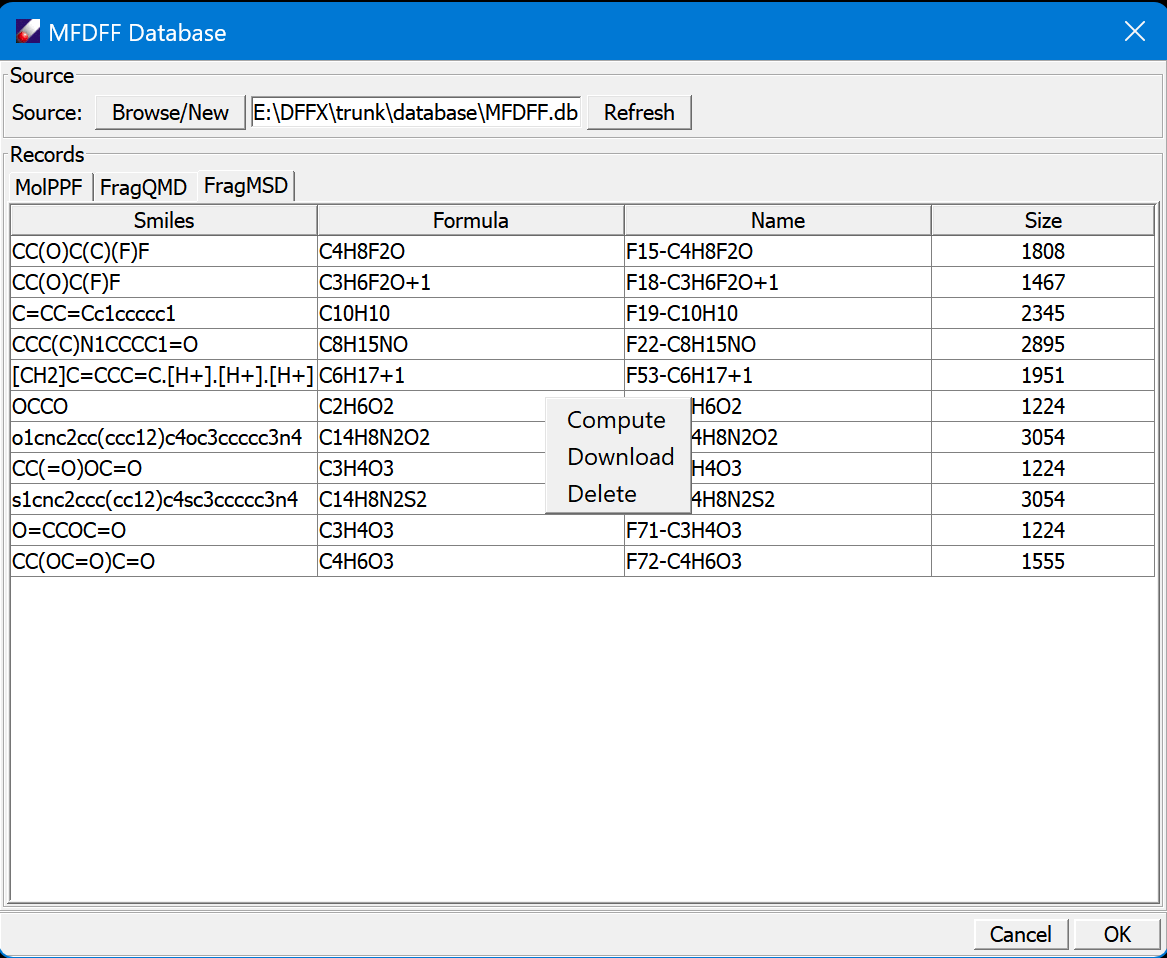 MFDFF Database
Source
Source: Browse/New E:\DFFX\trunk\database\MFDFF.db Refresh
Records
MolPPF FragQMD FragMSD
Smiles Formula Name Size
CC(O)C(C)(F)F C4H8F2O F15-C4H8F2O 1808
CC(O)C(F)F C3H6F2O+1 F18-C3H6F2O+1 1467
C=CC=Cc1ccccc1 C10H10 F19-C10H10 2345
CCC(C)N1CCCC1=O C8H15NO F22-C8H15NO 2895
[CH2]C=CCC=C.[H+].[H+].[H+] C6H17+1 F53-C6H17+1 1951
OCCO C2H6O2 H6O2 1224
o1cnc2cc(ccc12)c4oc3ccccc3n4 C14H8N2O2 4H8N2O2 3054
CC(=O)OC=O C3H4O3 H4O3 1224
s1cnc2ccc(cc12)c4sc3ccccc3n4 C14H8N2S2 4H8N2S2 3054
O=CCOC=O C3H4O3 F71-C3H4O3 1224
CC(OC=O)C=O C4H6O3 F72-C4H6O3 1555
Compute
Download
Delete
Cancel OK